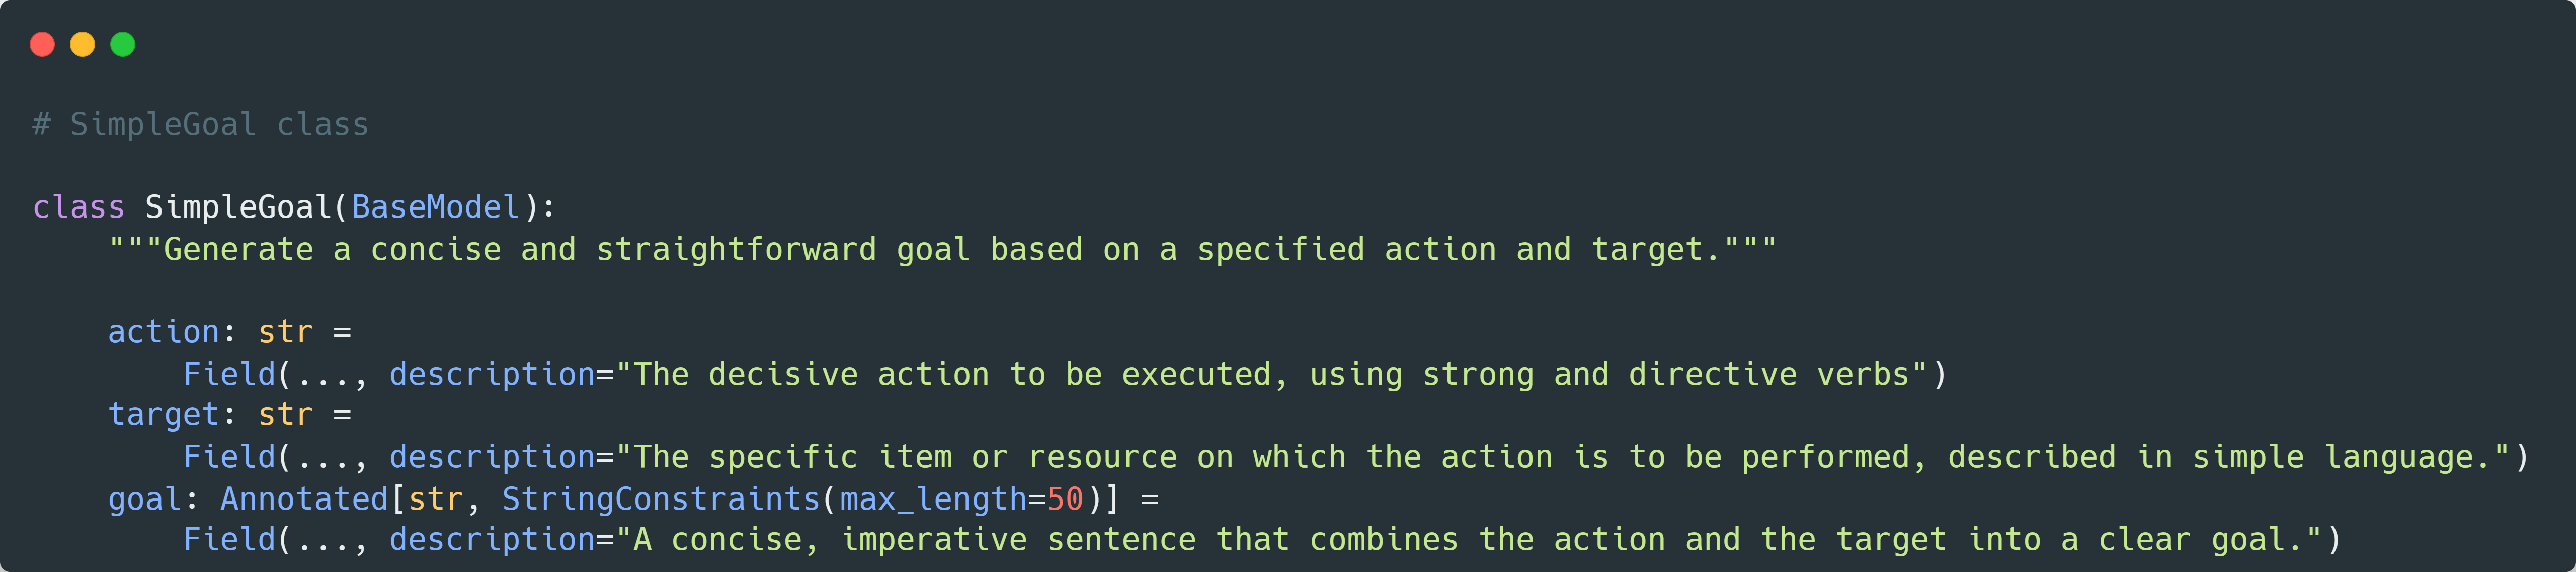 # SimpleGoal class
class SimpleGoal(BaseModel):
    """Generate a concise and straightforward goal based on a specified action and target."""
    action: str =
        Field(..., description="The decisive action to be executed, using strong and directive verbs")
    target: str =
        Field(..., description="The specific item or resource on which the action is to be performed, described in simple language.")
    goal: Annotated[str, StringConstraints(max_length=50)] =
        Field(..., description="A concise, imperative sentence that combines the action and the target into a clear goal.")